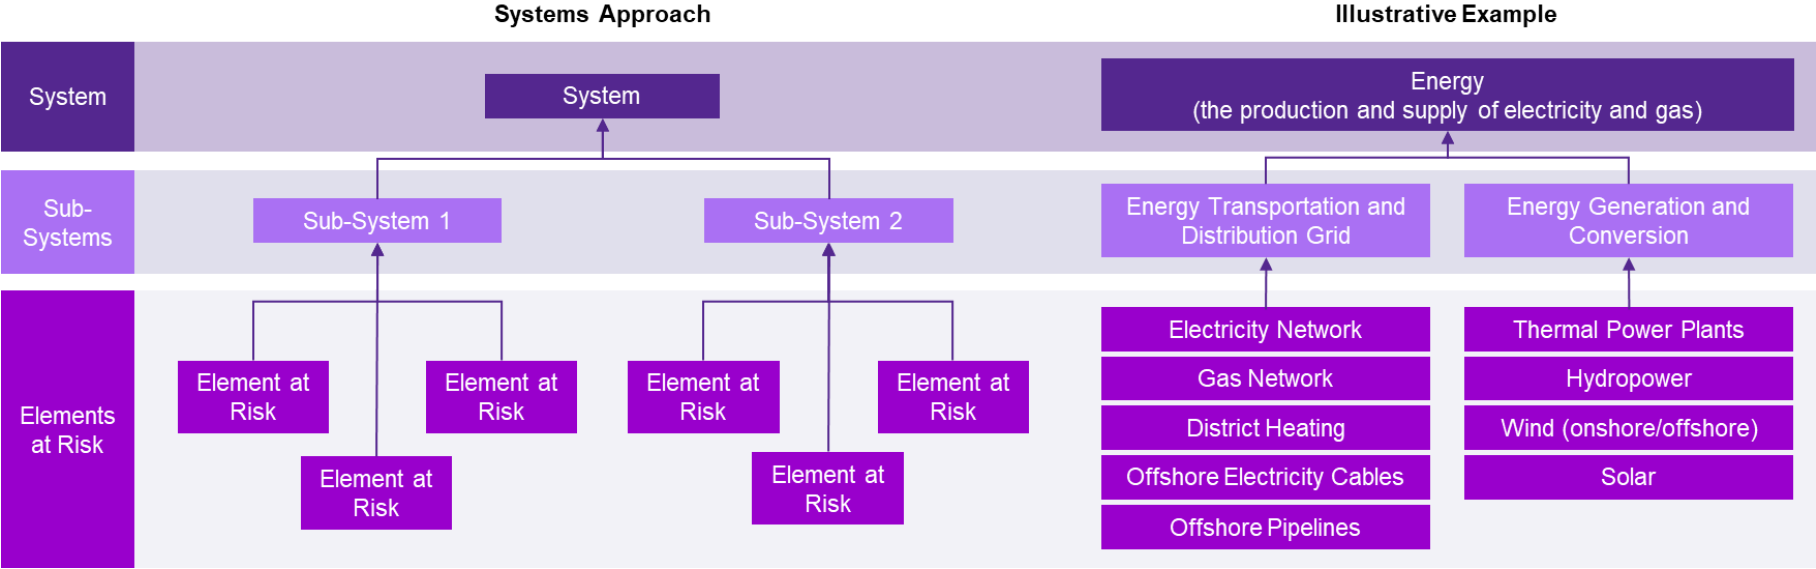 Systems Approach
Illustrative Example
System
System
Energy
(the production and supply of electricity and gas)
Sub-
Systems
Sub-System 1
Sub-System 2
Energy Transportation and
Distribution Grid
Energy Generation and
Conversion
Elements
at Risk
Element at
Risk
Element at
Risk
Element at
Risk
Element at
Risk
Element at
Risk
Element at
Risk
Electricity Network
Gas Network
District Heating
Offshore Electricity Cables
Offshore Pipelines
Thermal Power Plants
Hydropower
Wind (onshore/offshore)
Solar